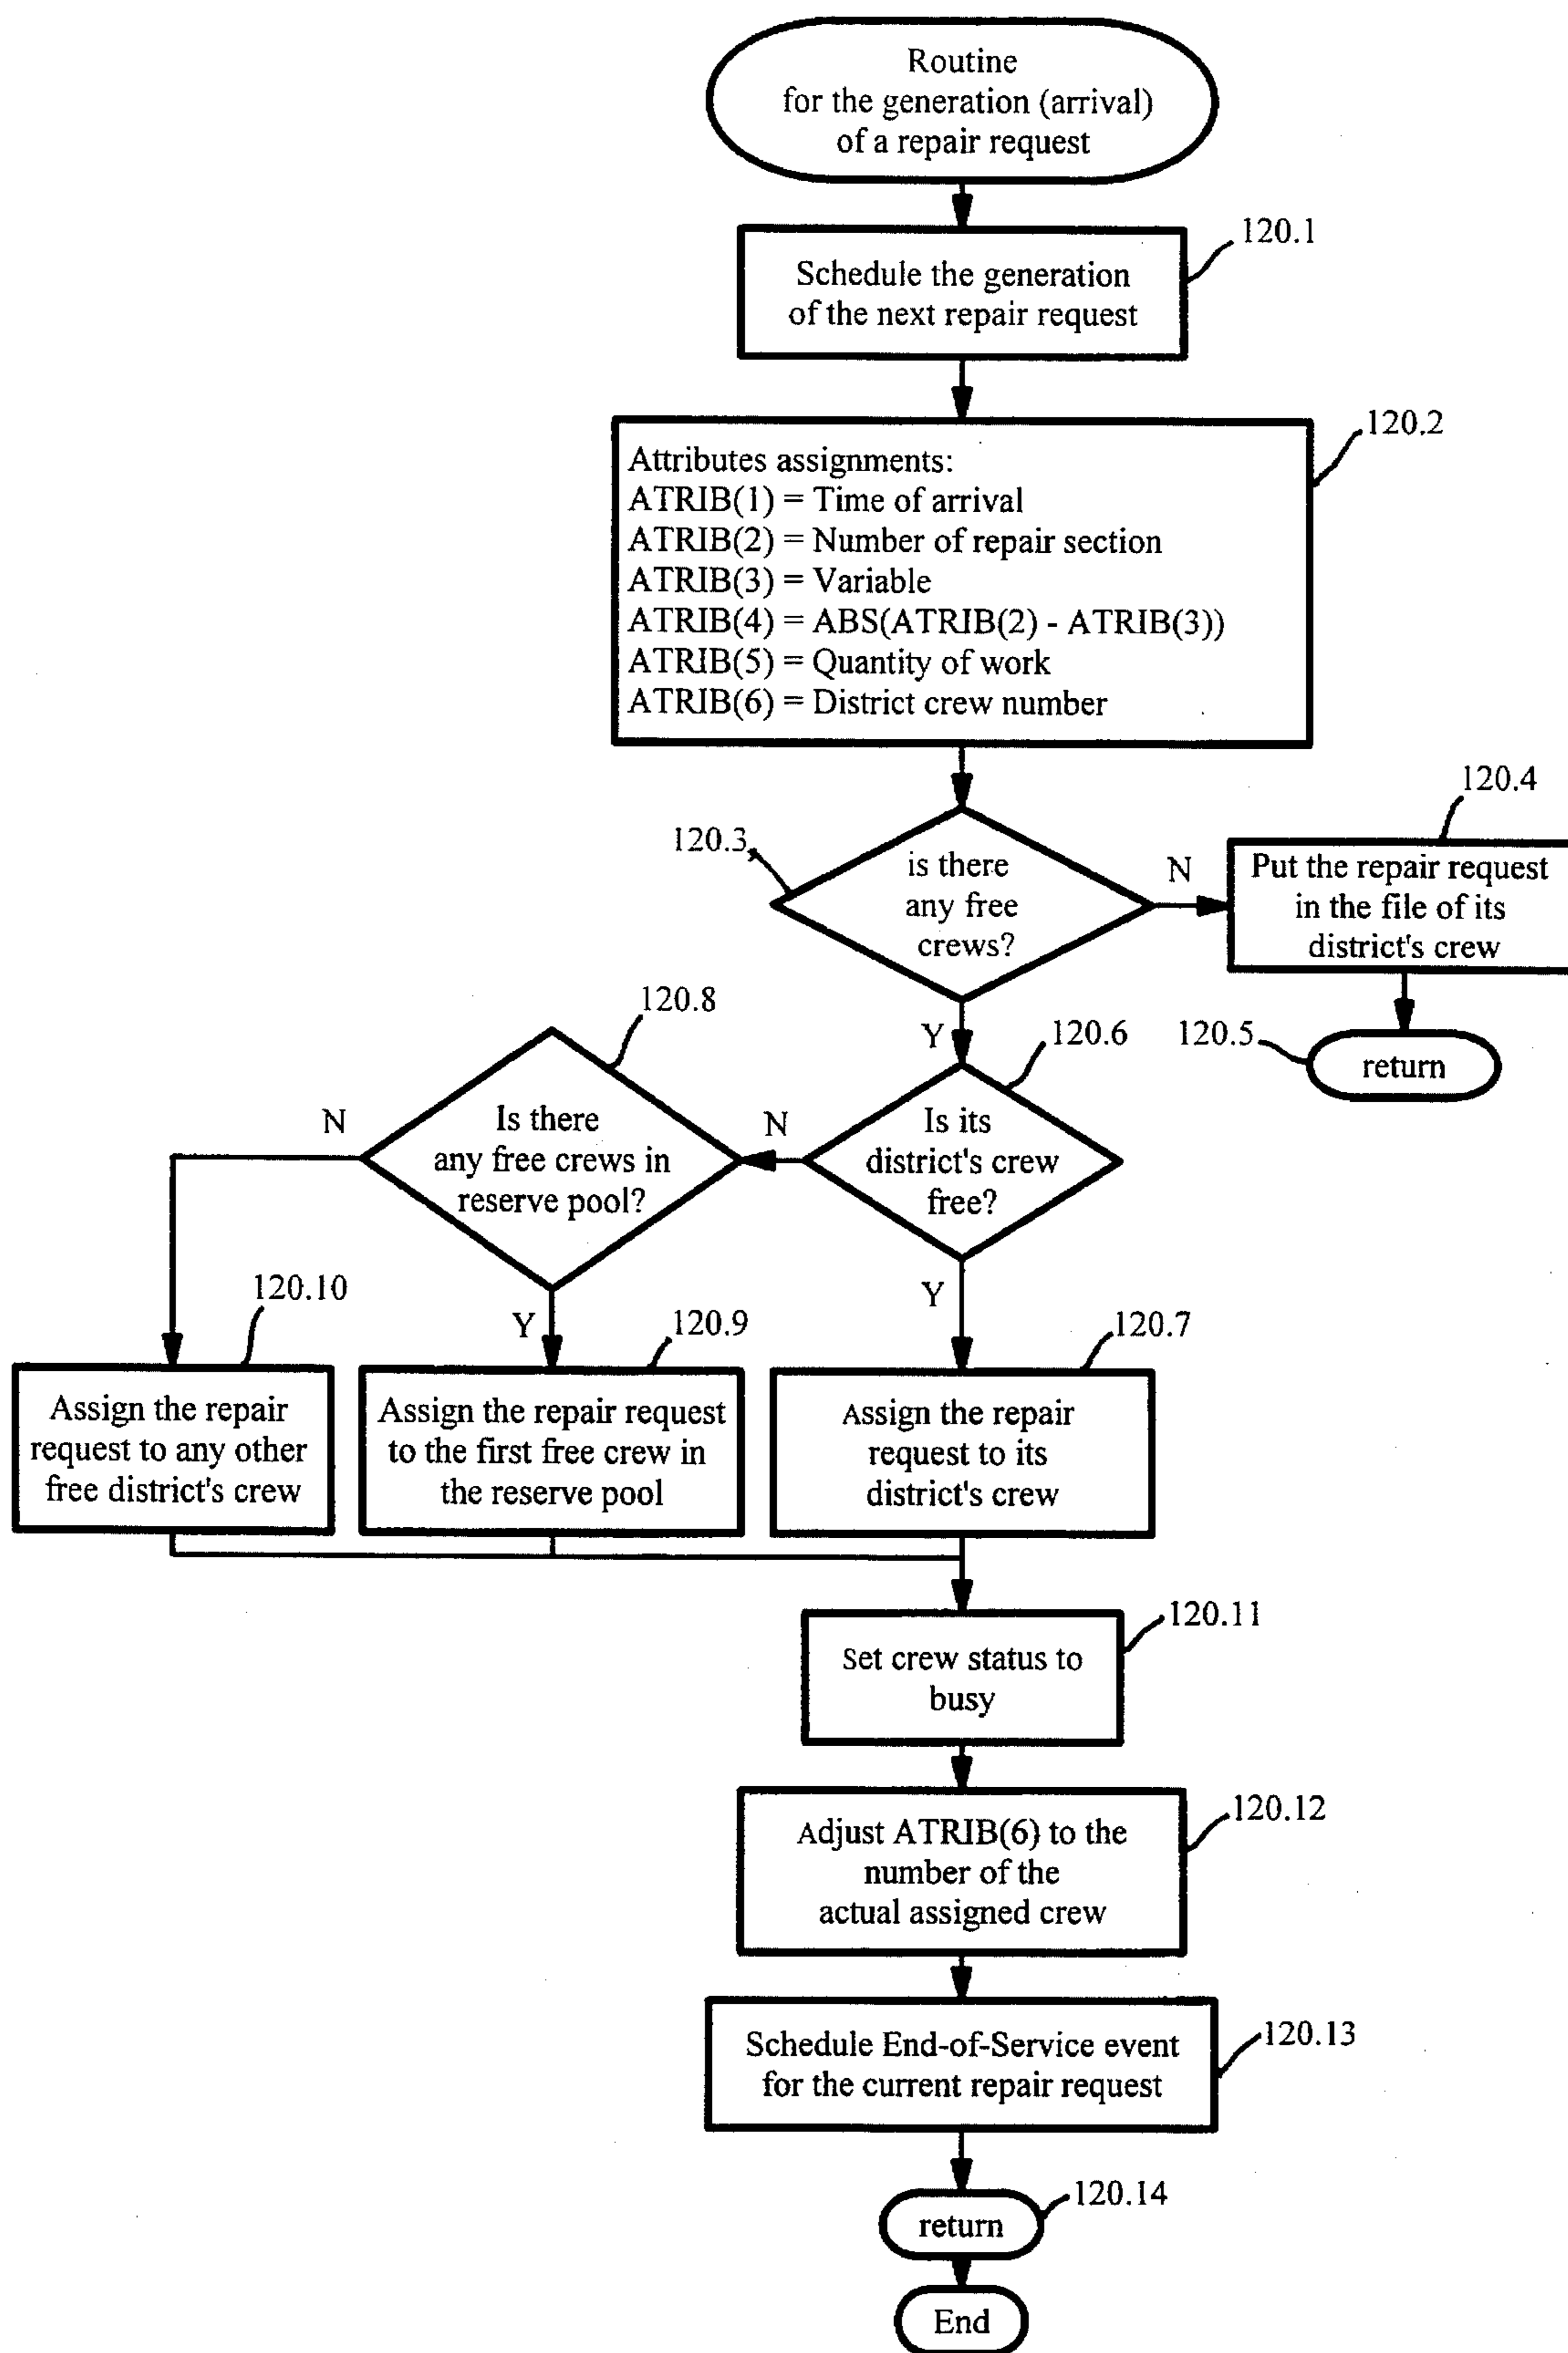 Routine
for the generation (arrival)
of a repair request
120.1
Schedule the generation
of the next repair request
120.2
Attributes assignments:
ATRIB(1) = Time of arrival
ATRIB(2) = Number of repair section
ATRIB(3) = Variable
ATRIB(4) = ABS(ATRIB(2) - ATRIB(3))
ATRIB(5) = Quantity of work
ATRIB(6) = District crew number
120.3
is there
any free
crews?
N
120.4
Put the repair request
in the file of its
district's crew
120.5
return
Y
120.6
Is its
district's crew
free?
N
120.8
Is there
any free crews in
reserve pool?
N
Y
Y
120.10
Assign the repair
request to any other
free district's crew
120.9
Assign the repair request
to the first free crew in
the reserve pool
120.7
Assign the repair
request to its
district's crew
120.11
Set crew status to
busy
120.12
Adjust ATRIB(6) to the
number of the
actual assigned crew
120.13
Schedule End-of-Service event
for the current repair request
120.14
return
End